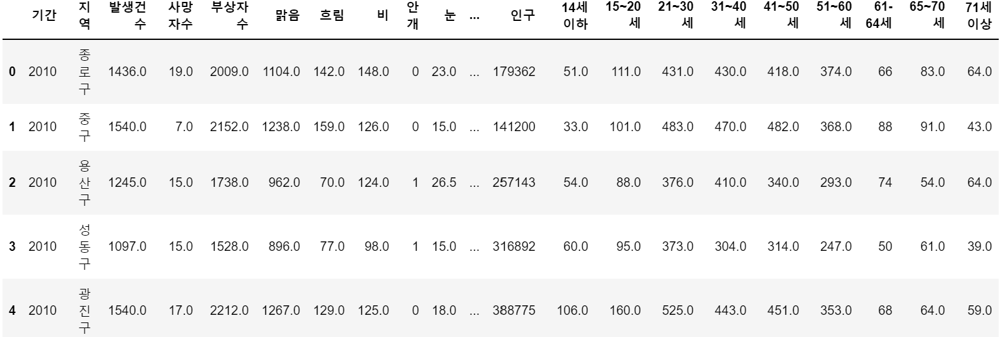 기간 지역 발생건수 사망자수 부상자수 맑음 흐림 비 안개 눈 ... 인구 14세이하 15~20세 21~30세 31~40세 41~50세 51~60세 61-64세 65~70세 71세이상
0 2010 종로구 1436.0 19.0 2009.0 1104.0 142.0 148.0 0 23.0 ... 179362 51.0 111.0 431.0 430.0 418.0 374.0 66 83.0 64.0
1 2010 중구 1540.0 7.0 2152.0 1238.0 159.0 126.0 0 15.0 ... 141200 33.0 101.0 483.0 470.0 482.0 368.0 88 91.0 43.0
2 2010 용산구 1245.0 15.0 1738.0 962.0 70.0 124.0 1 26.5 ... 257143 54.0 88.0 376.0 410.0 340.0 293.0 74 54.0 64.0
3 2010 성동구 1097.0 15.0 1528.0 896.0 77.0 98.0 1 15.0 ... 316892 60.0 95.0 373.0 304.0 314.0 247.0 50 61.0 39.0
4 2010 광진구 1540.0 17.0 2212.0 1267.0 129.0 125.0 0 18.0 ... 388775 106.0 160.0 525.0 443.0 451.0 353.0 68 64.0 59.0